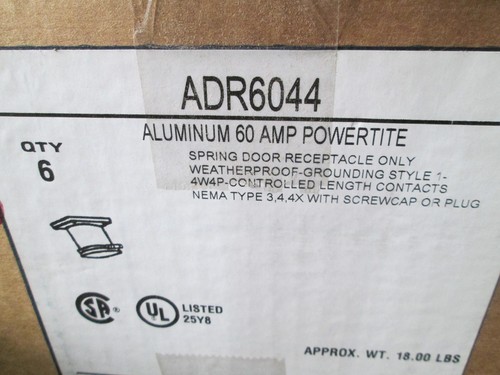 ADR6044
QTY
6
ALUMINUM 60 AMP POWERTITE
SPRING DOOR RECEPTACLE ONLY
WEATHERPROOF-GROUNDING STYLE 1-
4W4P-CONTROLLED LENGTH CONTACTS
NEMA TYPE 3,4,4X WITH SCREWCAP OR PLUG
SA ®
UL LISTED
25Y8
APPROX. WT. 18.00 LBS